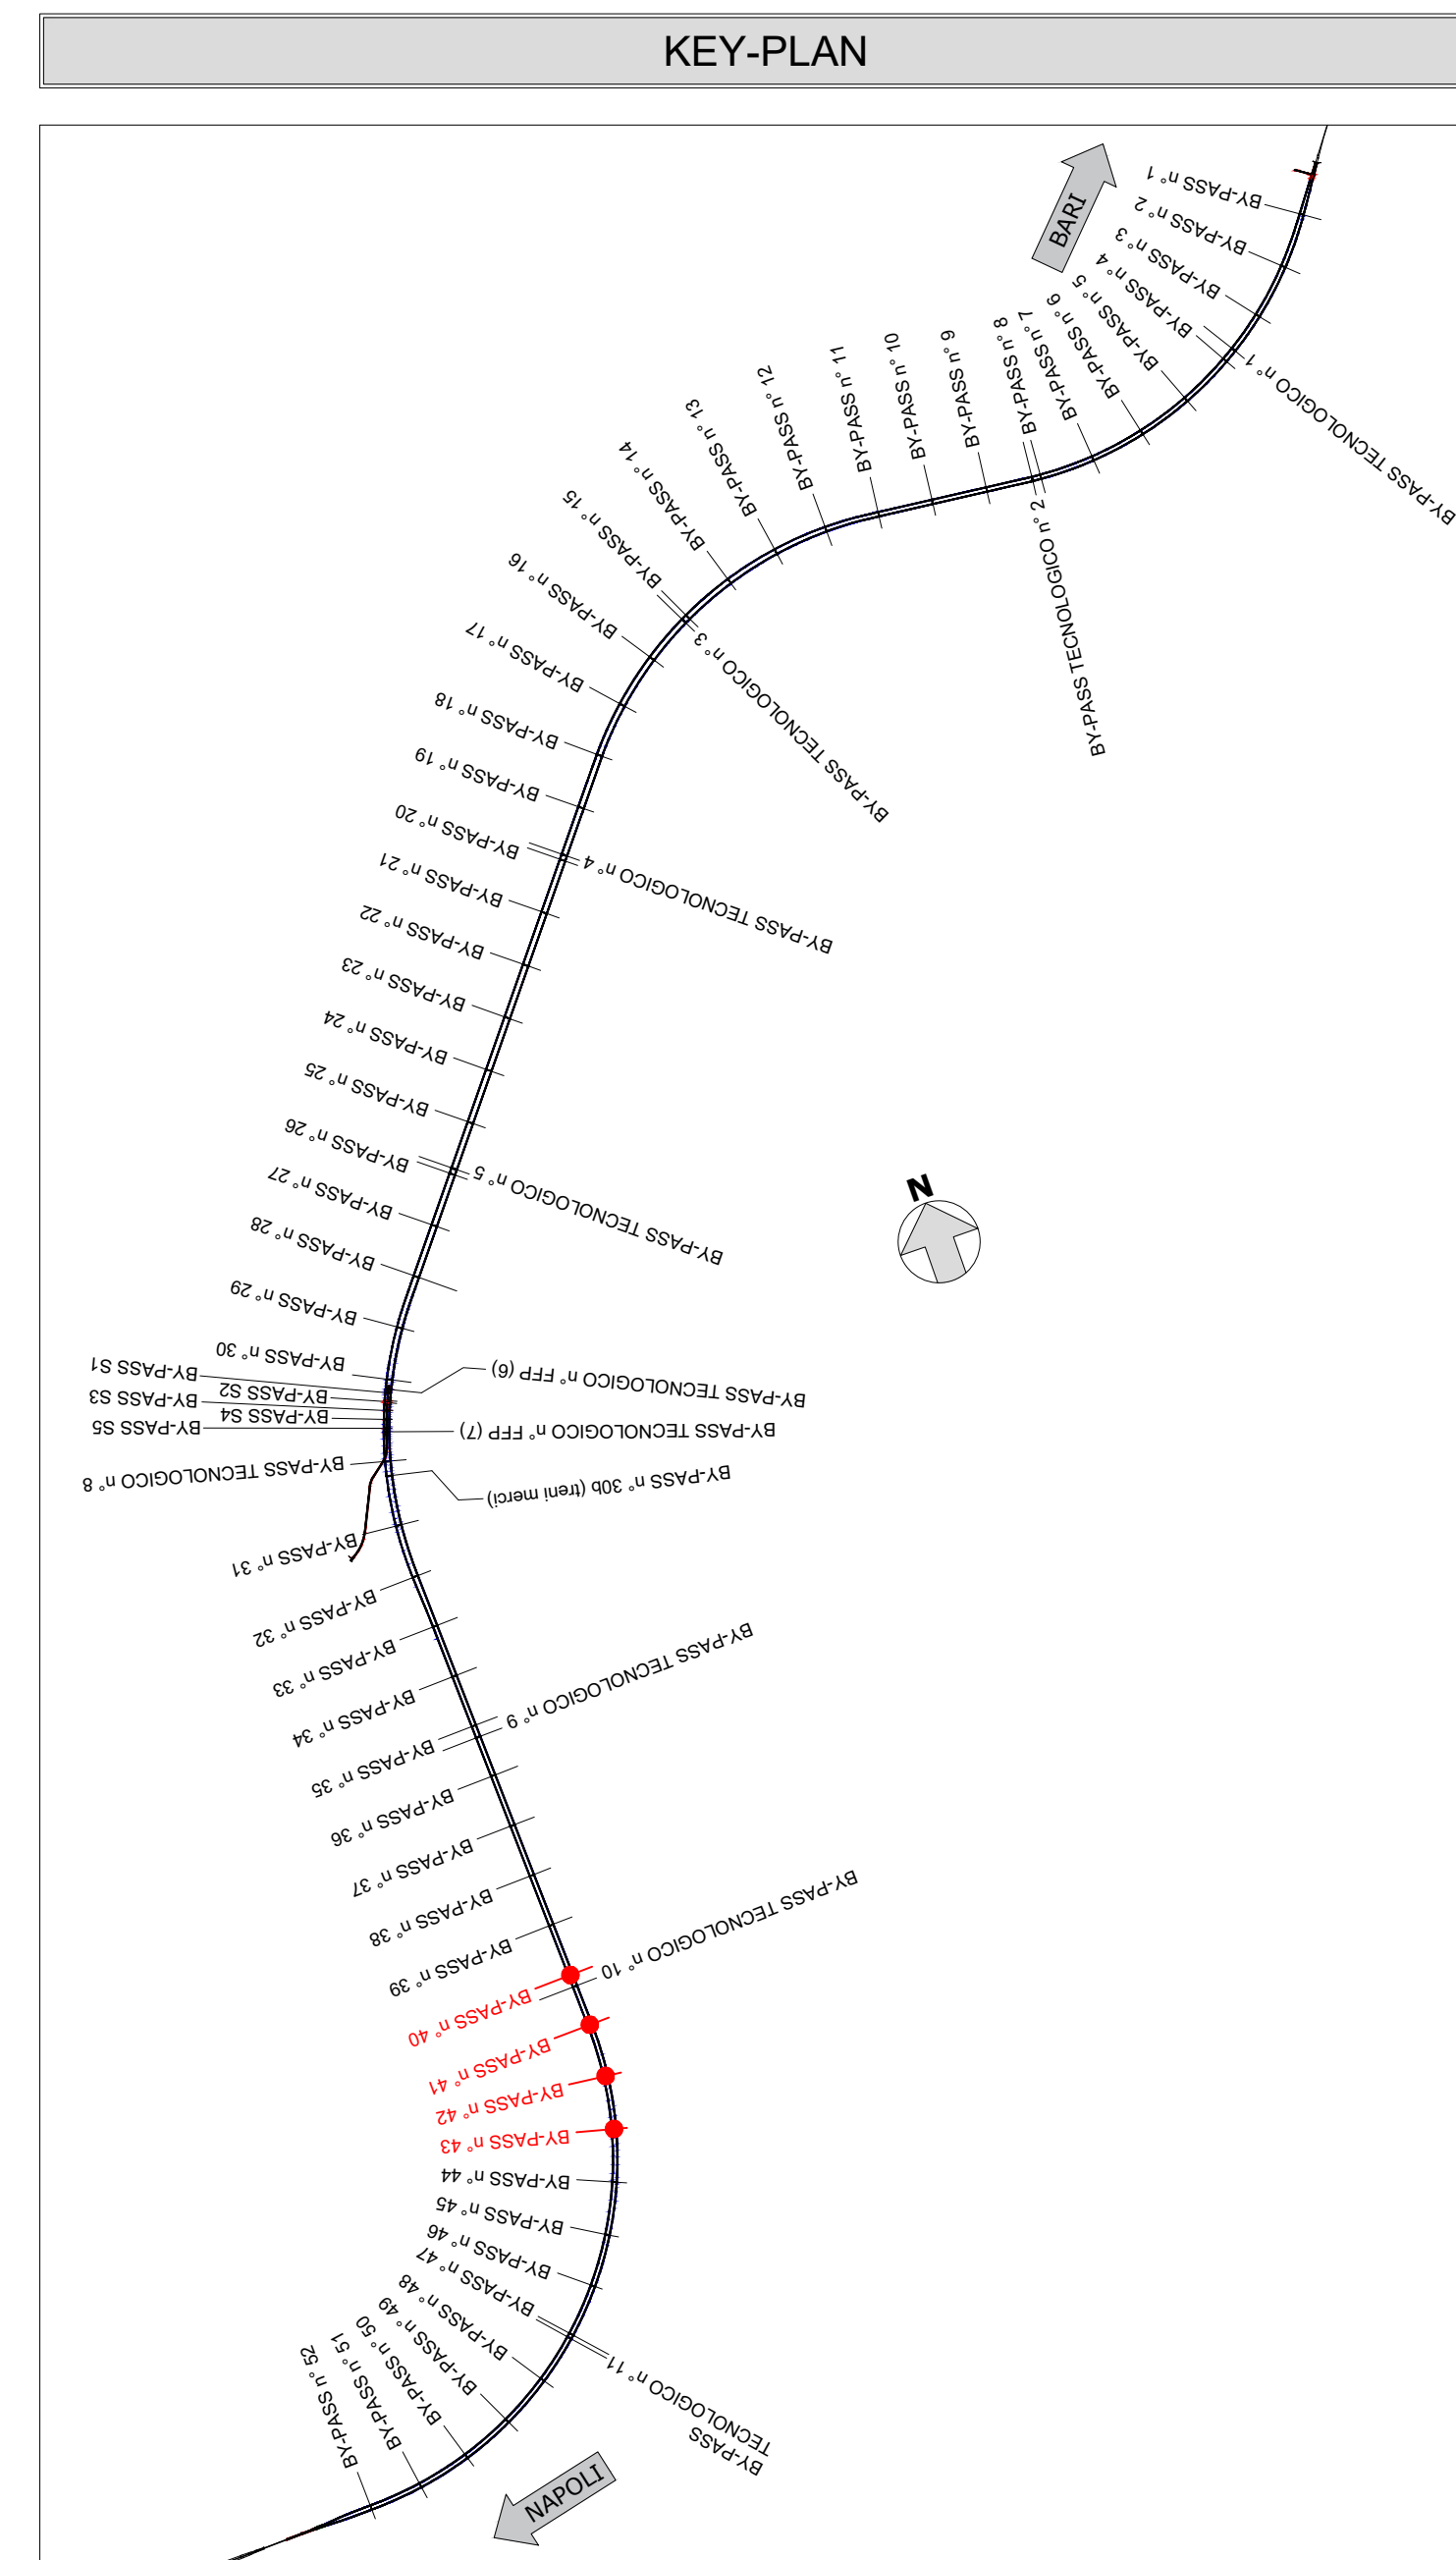 KEY-PLAN
BARI
BY-PASS n° 1
BY-PASS n° 2
BY-PASS n° 3
BY-PASS n° 4
BY-PASS TECNOLOGICO n° 1
BY-PASS n° 5
BY-PASS n° 6
BY-PASS n° 7
BY-PASS n° 8
BY-PASS TECNOLOGICO n° 2
BY-PASS n° 9
BY-PASS n° 10
BY-PASS n° 11
BY-PASS n° 12
BY-PASS n° 13
BY-PASS n° 14
BY-PASS n° 15
BY-PASS TECNOLOGICO n° 3
BY-PASS n° 16
BY-PASS n° 17
BY-PASS n° 18
BY-PASS n° 19
BY-PASS n° 20
BY-PASS TECNOLOGICO n° 4
BY-PASS n° 21
BY-PASS n° 22
BY-PASS n° 23
BY-PASS n° 24
BY-PASS n° 25
BY-PASS n° 26
BY-PASS TECNOLOGICO n° 5
N
BY-PASS n° 27
BY-PASS n° 28
BY-PASS n° 29
BY-PASS n° 30
BY-PASS S1
BY-PASS TECNOLOGICO n° FFP (6)
BY-PASS S2
BY-PASS S3
BY-PASS S4
BY-PASS S5
BY-PASS TECNOLOGICO n° FFP (7)
BY-PASS TECNOLOGICO n° 8
BY-PASS n° 30b (treni merci)
BY-PASS n° 31
BY-PASS n° 32
BY-PASS n° 33
BY-PASS n° 34
BY-PASS n° 35
BY-PASS TECNOLOGICO n° 9
BY-PASS n° 36
BY-PASS n° 37
BY-PASS n° 38
BY-PASS n° 39
BY-PASS n° 40
BY-PASS TECNOLOGICO n° 10
BY-PASS n° 41
BY-PASS n° 42
BY-PASS n° 43
BY-PASS n° 44
BY-PASS n° 45
BY-PASS n° 46
BY-PASS n° 47
BY-PASS
TECNOLOGICO n° 11
BY-PASS n° 48
BY-PASS n° 49
BY-PASS n° 50
BY-PASS n° 51
BY-PASS n° 52
NAPOLI